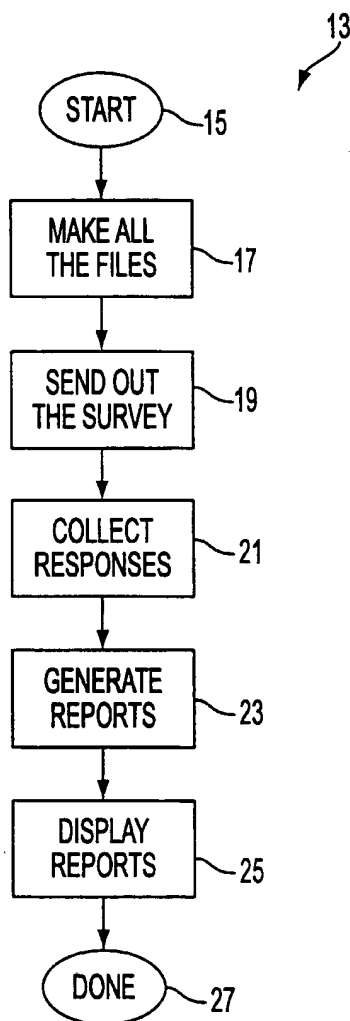 13
START
15
MAKE ALL
THE FILES
17
SEND OUT
THE SURVEY
19
COLLECT
RESPONSES
21
GENERATE
REPORTS
23
DISPLAY
REPORTS
25
DONE
27